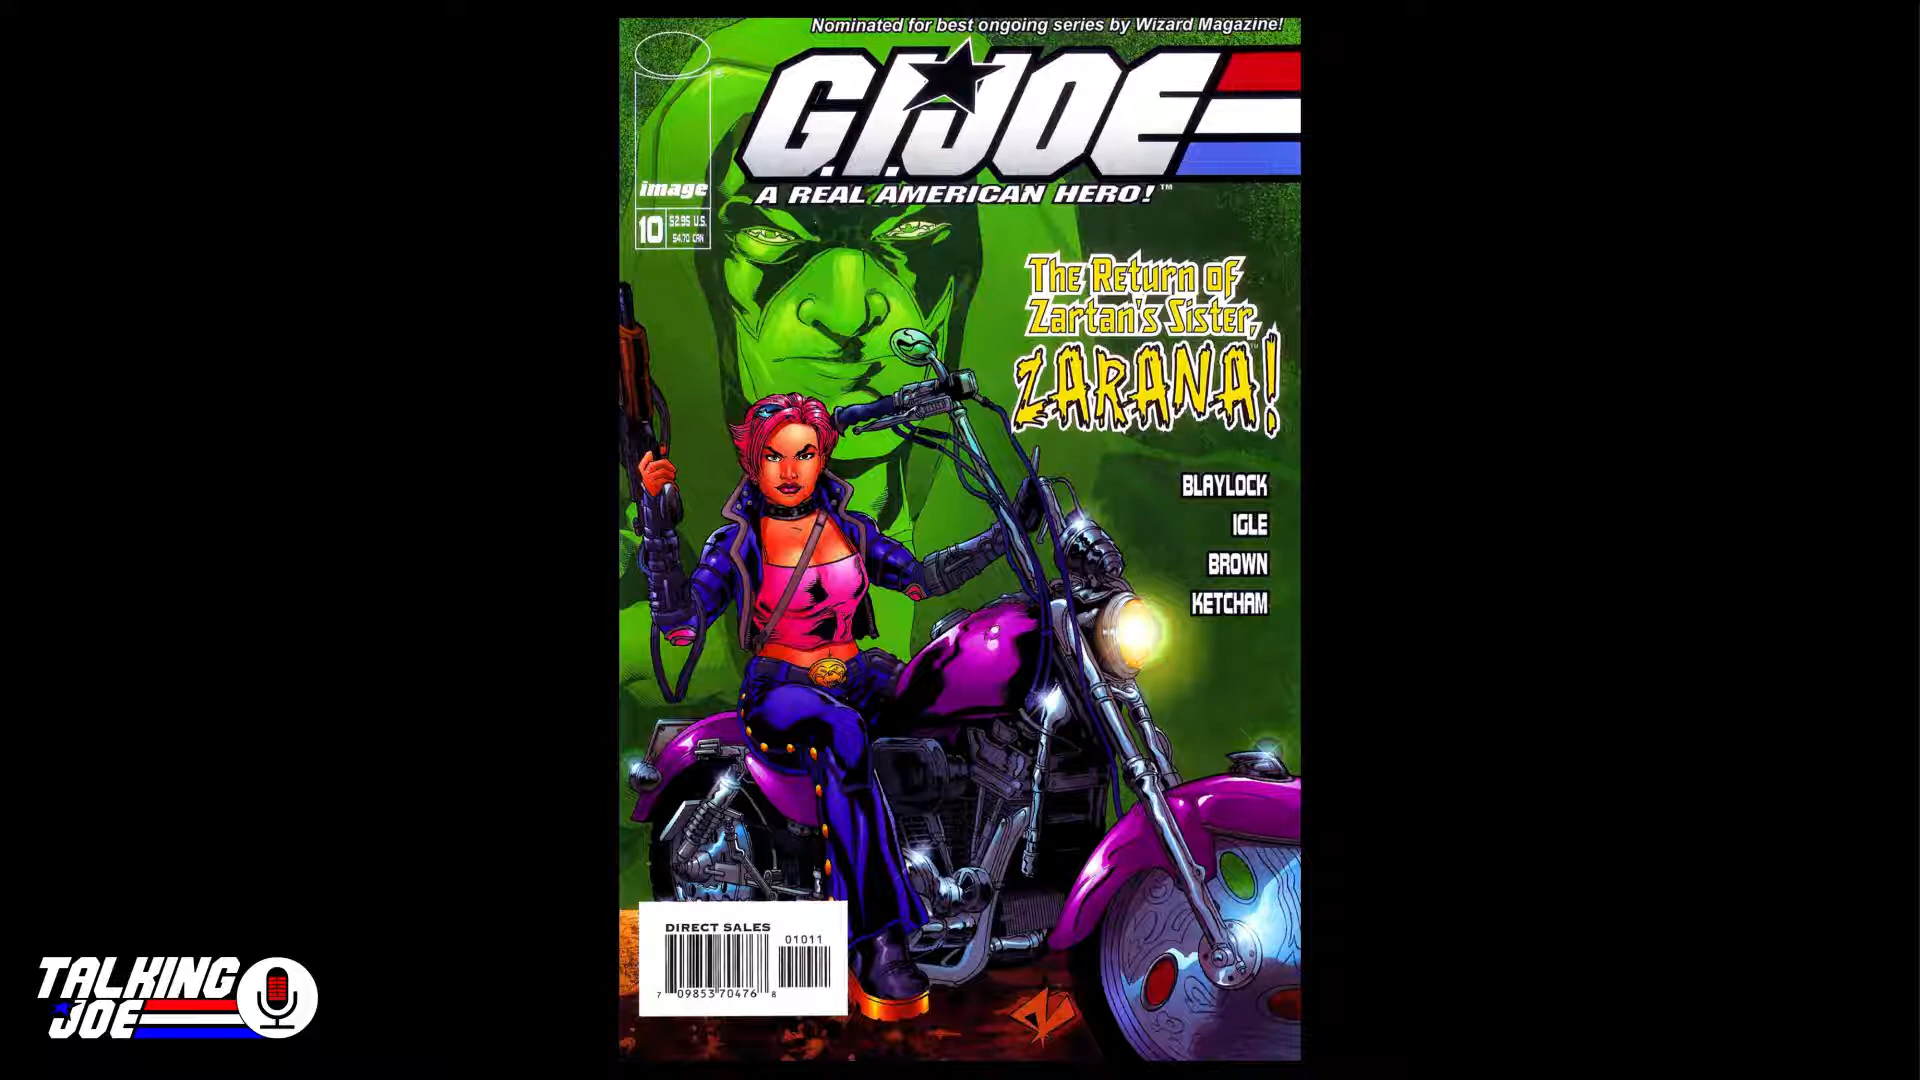 Nominated for best ongoing series by Wizard Magazine!
G.I.JOE
A REAL AMERICAN HERO!™
image
10
$2.95 U.S.
$4.70 CAN
The Return of
Zartan's Sister,
ZARANA!™
BLAYLOCK
IGLE
BROWN
KETCHAM
DIRECT SALES
01011
7 09853 70476 8
TALKING
JOE